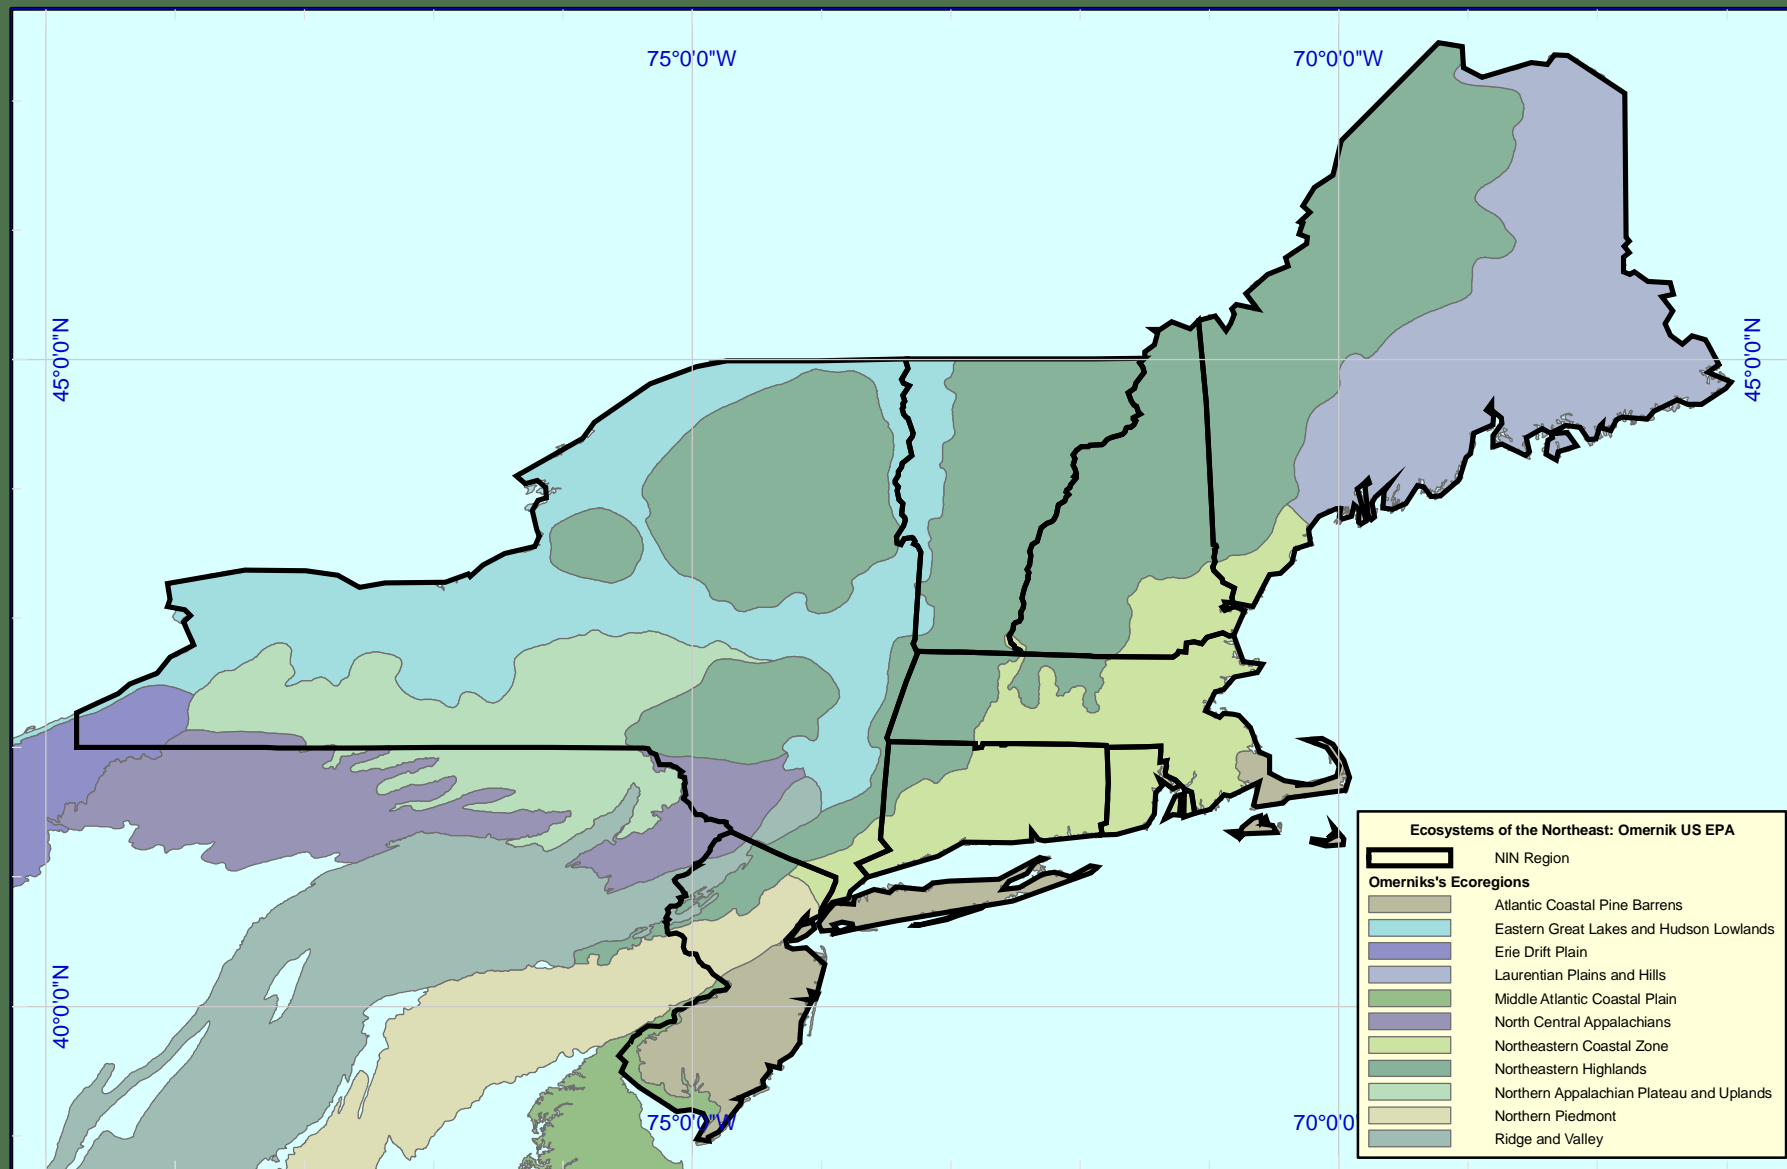 75°0'0"W
70°0'0"W
45°0'0"N
45°0'0"N
40°0'0"N
75°0'0"W
70°0'0
Ecosystems of the Northeast: Omernik US EPA
NIN Region
Omerniks's Ecoregions
Atlantic Coastal Pine Barrens
Eastern Great Lakes and Hudson Lowlands
Erie Drift Plain
Laurentian Plains and Hills
Middle Atlantic Coastal Plain
North Central Appalachians
Northeastern Coastal Zone
Northeastern Highlands
Northern Appalachian Plateau and Uplands
Northern Piedmont
Ridge and Valley